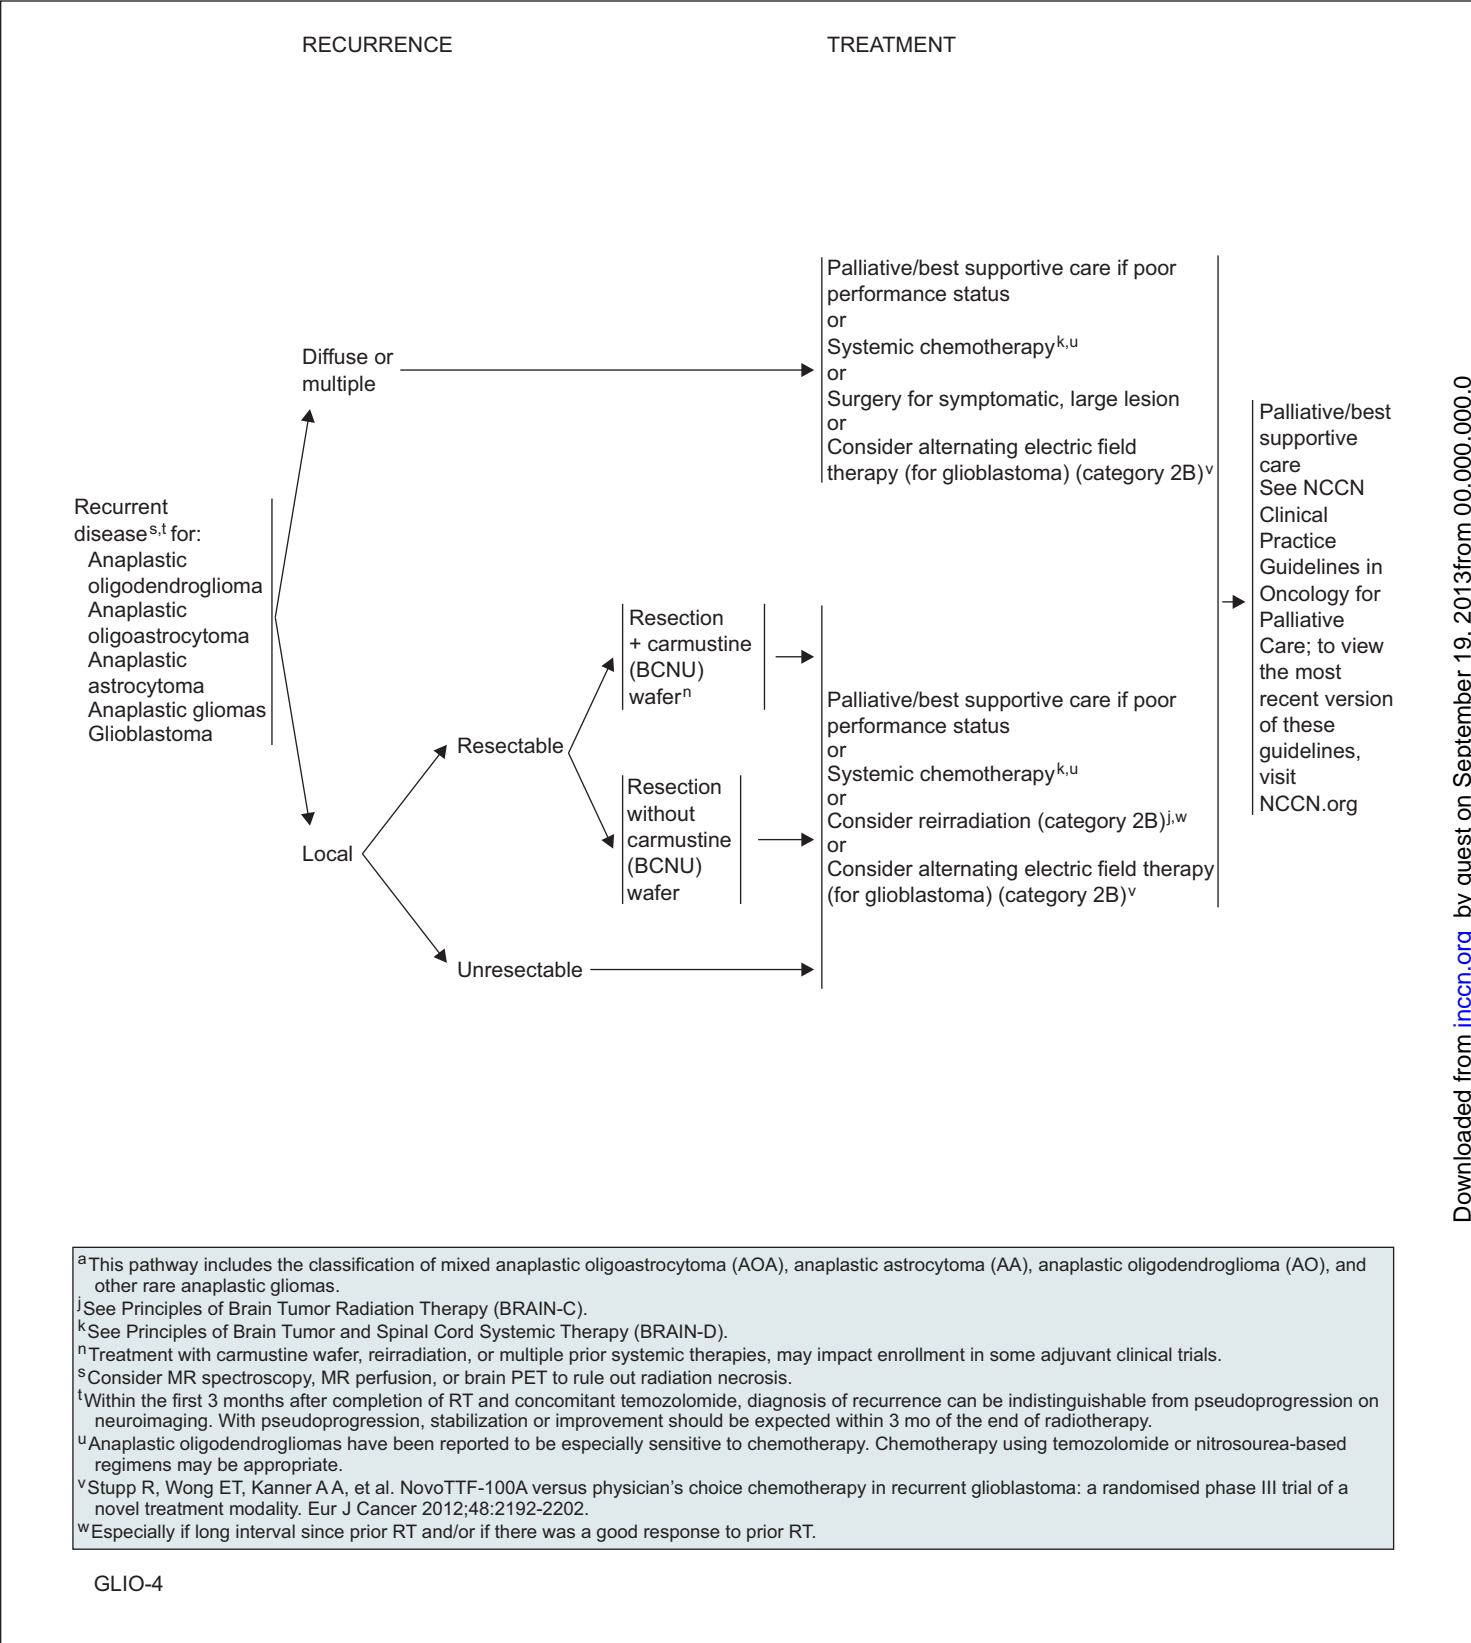 RECURRENCE
TREATMENT
Recurrent
disease s,t for:
Anaplastic
oligodendroglioma
Anaplastic
oligoastrocytoma
Anaplastic
astrocytoma
Anaplastic gliomas
Glioblastoma
Diffuse or
multiple
Local
Resectable
Unresectable
Resection
+ carmustine
(BCNU)
wafer n
Resection
without
carmustine
(BCNU)
wafer
Palliative/best supportive care if poor
performance status
or
Systemic chemotherapy k,u
or
Surgery for symptomatic, large lesion
or
Consider alternating electric field
therapy (for glioblastoma) (category 2B) v
Palliative/best supportive care if poor
performance status
or
Systemic chemotherapy k,u
or
Consider reirradiation (category 2B) j,w
or
Consider alternating electric field therapy
(for glioblastoma) (category 2B) v
Palliative/best
supportive
care
See NCCN
Clinical
Practice
Guidelines in
Oncology for
Palliative
Care; to view
the most
recent version
of these
guidelines,
visit
NCCN.org
a This pathway includes the classification of mixed anaplastic oligoastrocytoma (AOA), anaplastic astrocytoma (AA), anaplastic oligodendroglioma (AO), and
other rare anaplastic gliomas.
j See Principles of Brain Tumor Radiation Therapy (BRAIN-C).
k See Principles of Brain Tumor and Spinal Cord Systemic Therapy (BRAIN-D).
n Treatment with carmustine wafer, reirradiation, or multiple prior systemic therapies, may impact enrollment in some adjuvant clinical trials.
s Consider MR spectroscopy, MR perfusion, or brain PET to rule out radiation necrosis.
t Within the first 3 months after completion of RT and concomitant temozolomide, diagnosis of recurrence can be indistinguishable from pseudoprogression on
neuroimaging. With pseudoprogression, stabilization or improvement should be expected within 3 mo of the end of radiotherapy.
u Anaplastic oligodendrogliomas have been reported to be especially sensitive to chemotherapy. Chemotherapy using temozolomide or nitrosourea-based
regimens may be appropriate.
v Stupp R, Wong ET, Kanner A A, et al. NovoTTF-100A versus physician's choice chemotherapy in recurrent glioblastoma: a randomised phase III trial of a
novel treatment modality. Eur J Cancer 2012;48:2192-2202.
w Especially if long interval since prior RT and/or if there was a good response to prior RT.
GLIO-4
Downloaded from jnccn.org by guest on September 19, 2013from 00.000.000.0